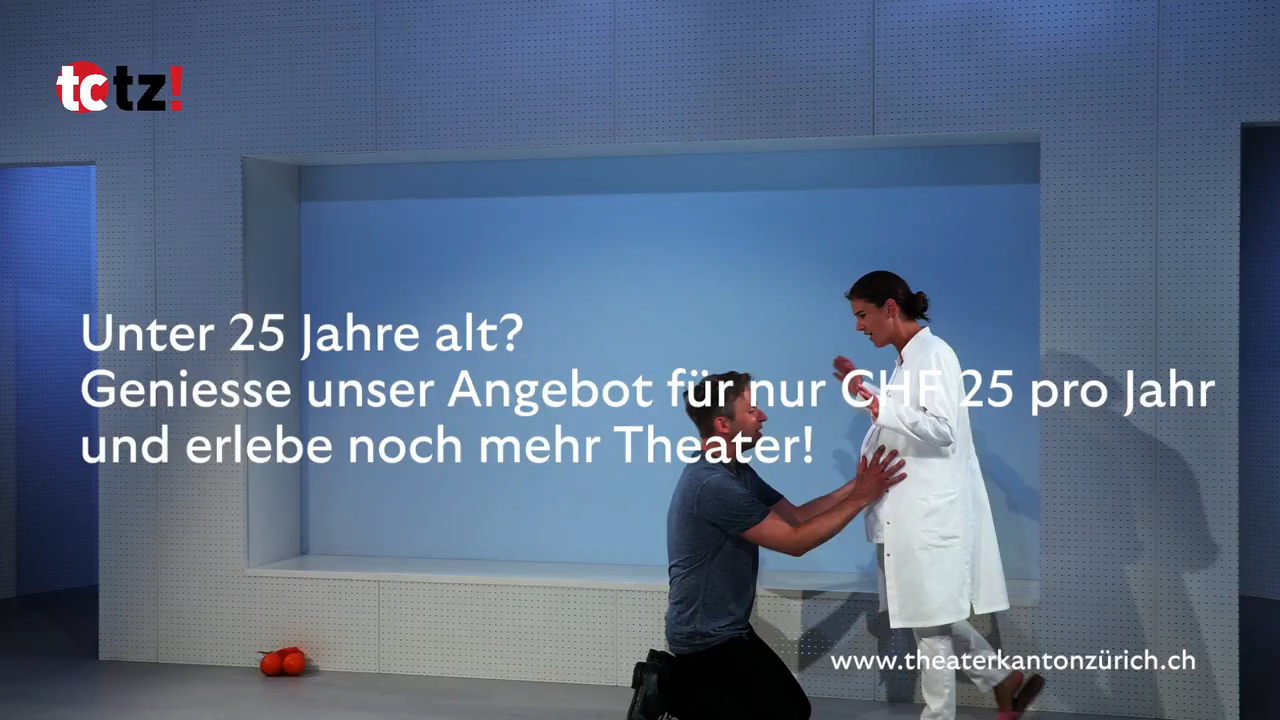 tctz!
Unter 25 Jahre alt?
Geniesse unser Angebot für nur CHF 25 pro Jahr
und erlebe noch mehr Theater!
www.theaterkantonzürich.ch